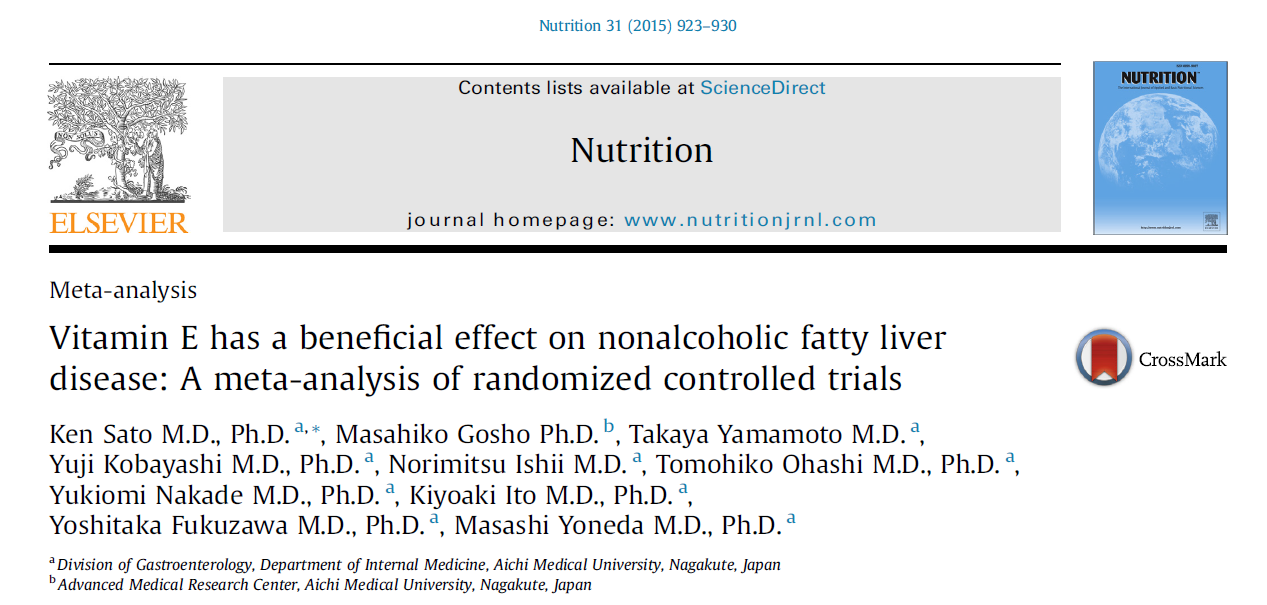 Nutrition 31 (2015) 923–930
Contents lists available at ScienceDirect
Nutrition
journal homepage: www.nutritionjrnl.com
ELSEVIER
NUTRITION
Meta-analysis
Vitamin E has a beneficial effect on nonalcoholic fatty liver
disease: A meta-analysis of randomized controlled trials
CrossMark
Ken Sato M.D., Ph.D. a,*, Masahiko Gosho Ph.D. b, Takaya Yamamoto M.D. a,
Yuji Kobayashi M.D., Ph.D. a, Norimitsu Ishii M.D. a, Tomohiko Ohashi M.D., Ph.D. a,
Yukiomi Nakade M.D., Ph.D. a, Kiyoaki Ito M.D., Ph.D. a,
Yoshitaka Fukuzawa M.D., Ph.D. a, Masashi Yoneda M.D., Ph.D. a
a Division of Gastroenterology, Department of Internal Medicine, Aichi Medical University, Nagakute, Japan
b Advanced Medical Research Center, Aichi Medical University, Nagakute, Japan